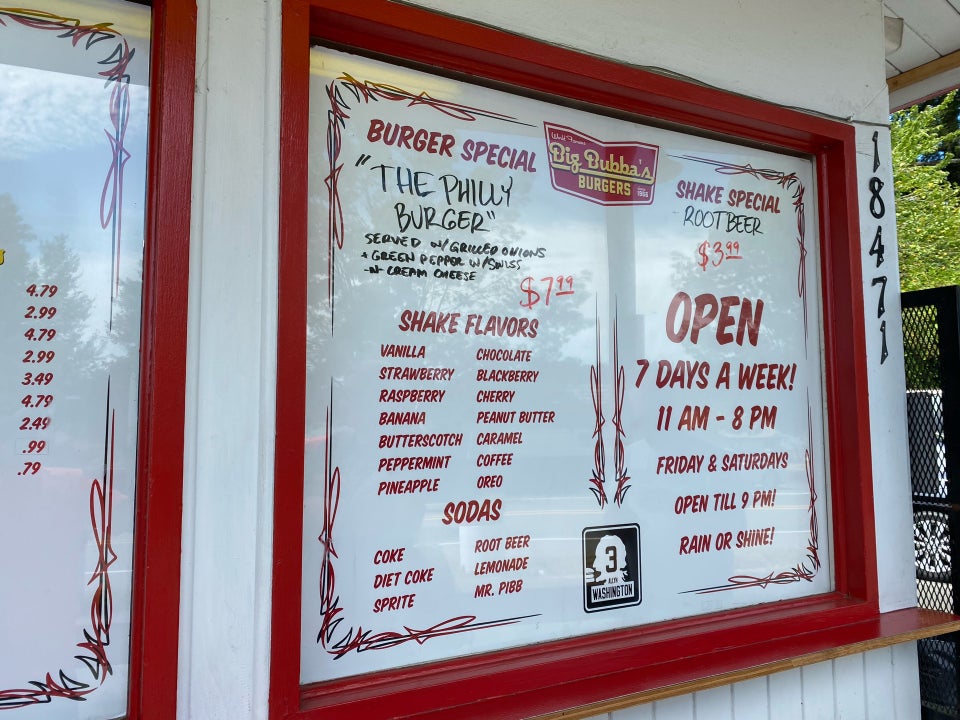 4.79
2.99
4.79
2.99
3.49
4.79
2.49
.99
.79
BURGER SPECIAL
"THE PHILLY
BURGER"
SERVED W/ GRILLED ONIONS
+ GREEN PEPPER W/SWISS
-N- CREAM CHEESE
$7.99
Big Bubba's
BURGERS
SHAKE SPECIAL
ROOT BEER
$3.99
SHAKE FLAVORS
VANILLA CHOCOLATE
STRAWBERRY BLACKBERRY
RASPBERRY CHERRY
BANANA PEANUT BUTTER
BUTTERSCOTCH CARAMEL
PEPPERMINT COFFEE
PINEAPPLE OREO
SODAS
COKE ROOT BEER
DIET COKE LEMONADE
SPRITE MR. PIBB
OPEN
7 DAYS A WEEK!
11 AM - 8 PM
FRIDAY & SATURDAYS
OPEN TILL 9 PM!
RAIN OR SHINE!
3
ALLYN
WASHINGTON
18471